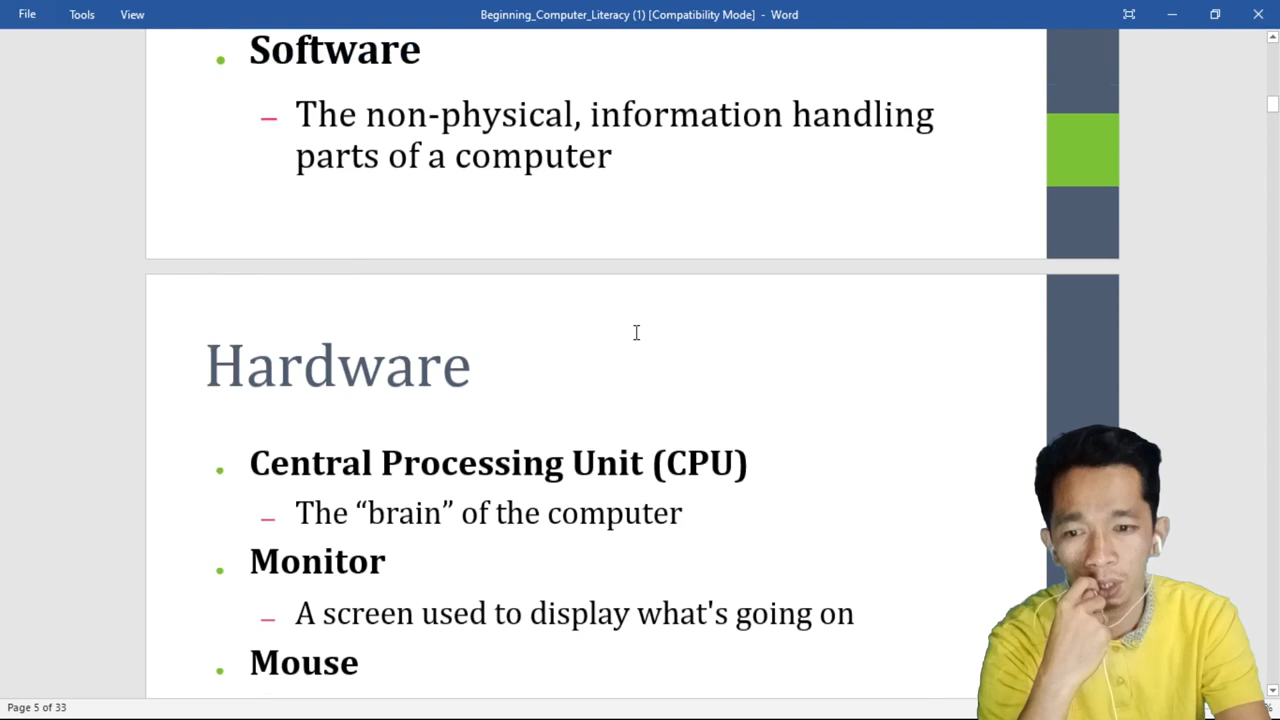 File Tools View Beginning_Computer_Literacy (1) [Compatibility Mode] - Word
Software
The non-physical, information handling
parts of a computer
Hardware
Central Processing Unit (CPU)
The “brain” of the computer
Monitor
A screen used to display what's going on
Mouse
Page 5 of 33